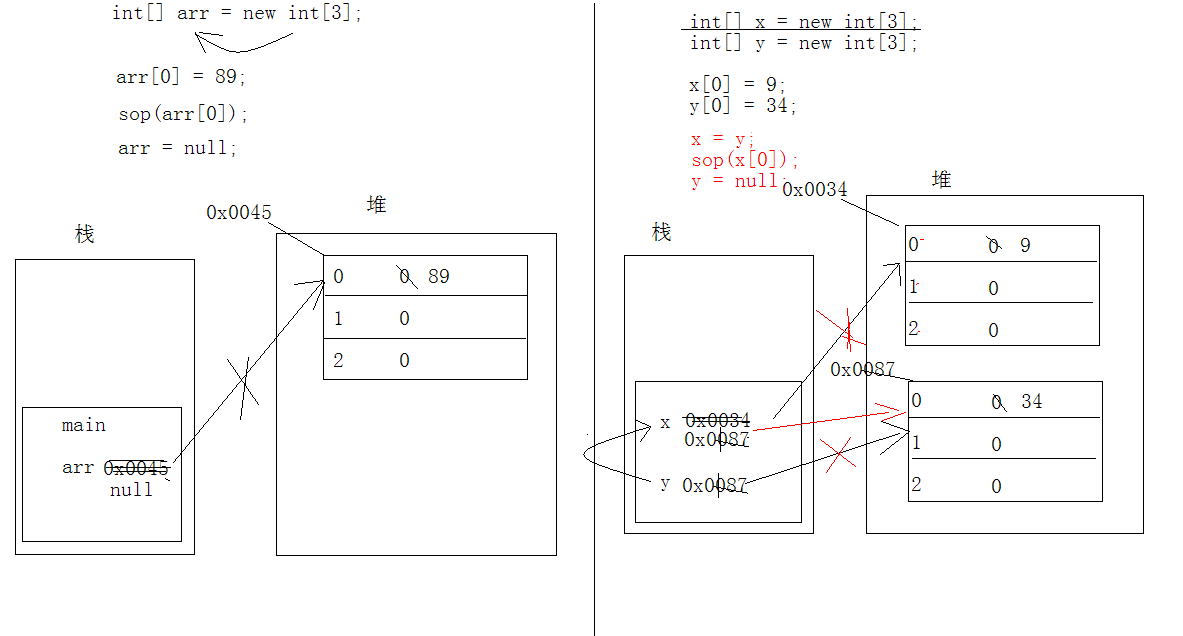 int[] arr = new int[3];
arr[0] = 89;
sop(arr[0]);
arr = null;
0x0045
堆
栈
0 0 89
1 0
2 0
main
arr 0x0045
null
int[] x = new int[3];
int[] y = new int[3];
x[0] = 9;
y[0] = 34;
x = y;
sop(x[0]);
y = null;
0x0034
堆
栈
0 0 9
1 0
2 0
0x0087
0 0 34
1 0
2 0
x 0x0034
0x0087
y 0x0087